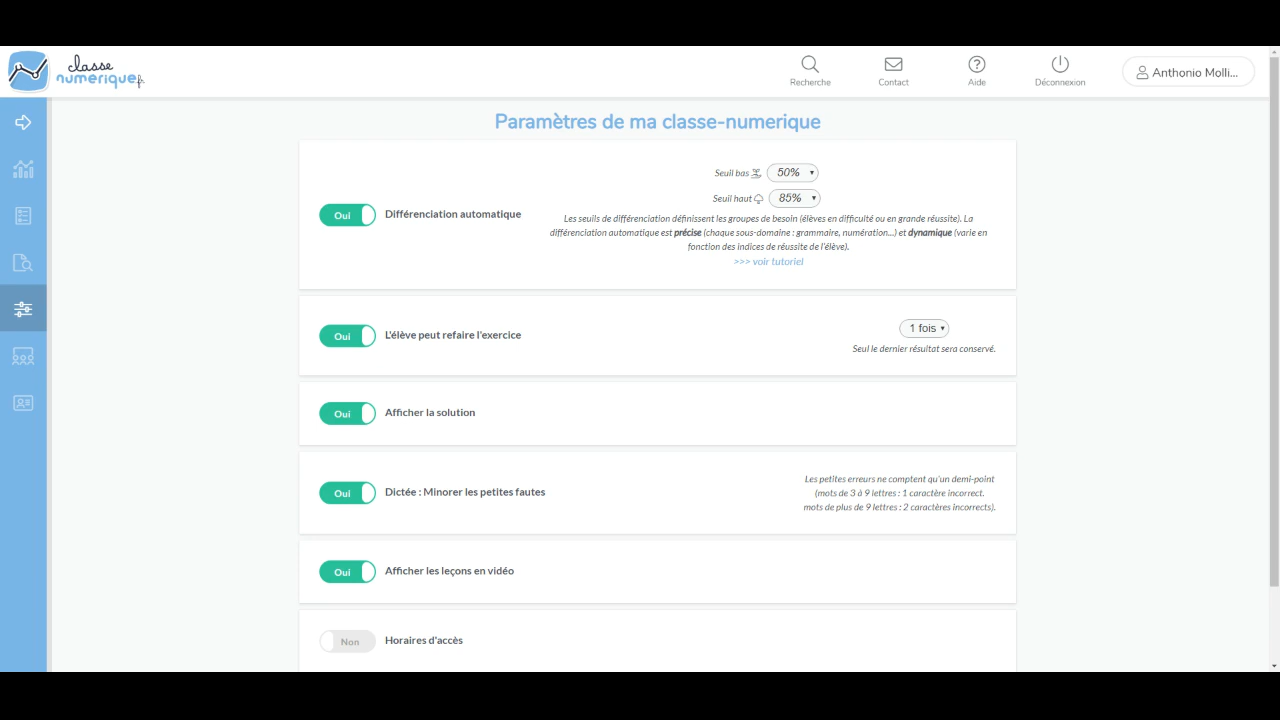 classe
numerique.fr
Recherche
Contact
Aide
Déconnexion
Anthonio Molli...
Paramètres de ma classe-numerique
Seuil bas 50%
Seuil haut 85%
Oui Différenciation automatique
Les seuils de différenciation définissent les groupes de besoin (élèves en difficulté ou en grande réussite). La
différenciation automatique est précise (chaque sous-domaine : grammaire, numération...) et dynamique (varie en
fonction des indices de réussite de l'élève).
>>> voir tutoriel
Oui L'élève peut refaire l'exercice
1 fois
Seul le dernier résultat sera conservé.
Oui Afficher la solution
Oui Dictée : Minorer les petites fautes
Les petites erreurs ne comptent qu'un demi-point
(mots de 3 à 9 lettres : 1 caractère incorrect.
mots de plus de 9 lettres : 2 caractères incorrects).
Oui Afficher les leçons en vidéo
Non Horaires d'accès